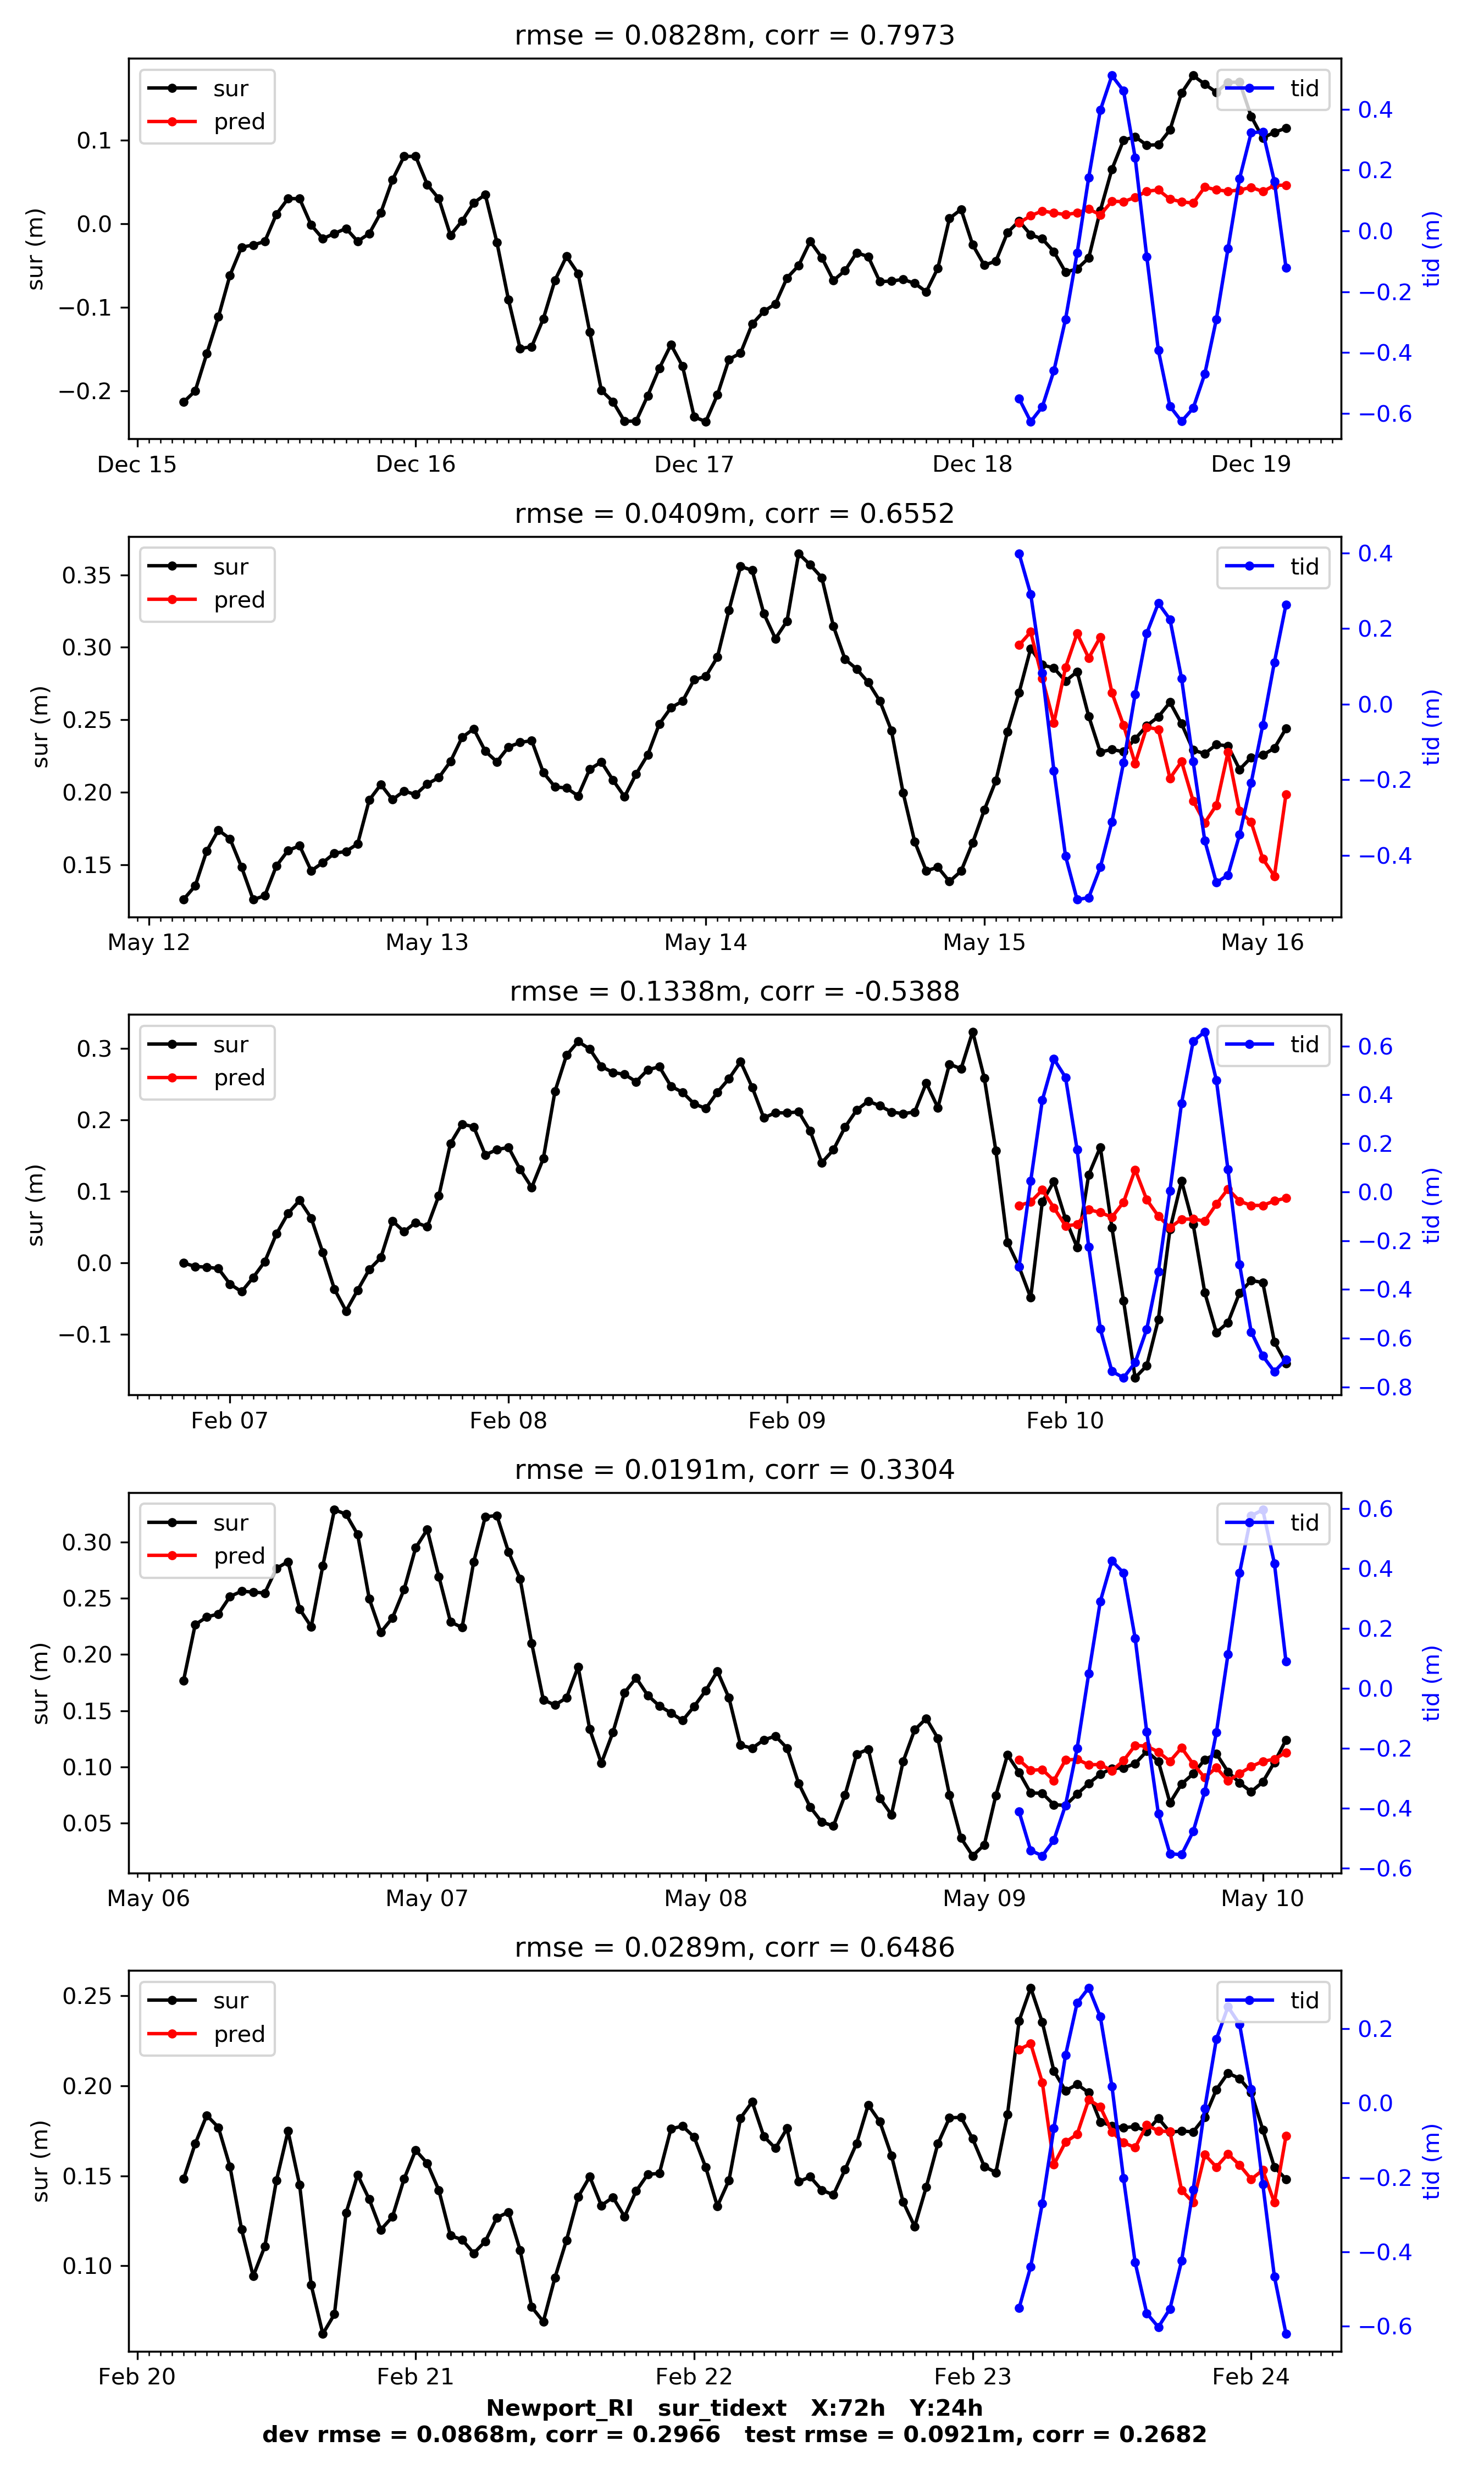 rmse = 0.0828m, corr = 0.7973
sur
pred
tid
sur (m)
0.1
0.0
−0.1
−0.2
tid (m)
0.4
0.2
0.0
−0.2
−0.4
−0.6
Dec 15 Dec 16 Dec 17 Dec 18 Dec 19
rmse = 0.0409m, corr = 0.6552
sur
pred
tid
sur (m)
0.35
0.30
0.25
0.20
0.15
tid (m)
0.4
0.2
0.0
−0.2
−0.4
May 12 May 13 May 14 May 15 May 16
rmse = 0.1338m, corr = -0.5388
sur
pred
tid
sur (m)
0.3
0.2
0.1
0.0
−0.1
tid (m)
0.6
0.4
0.2
0.0
−0.2
−0.4
−0.6
−0.8
Feb 07 Feb 08 Feb 09 Feb 10
rmse = 0.0191m, corr = 0.3304
sur
pred
tid
sur (m)
0.30
0.25
0.20
0.15
0.10
0.05
tid (m)
0.6
0.4
0.2
0.0
−0.2
−0.4
−0.6
May 06 May 07 May 08 May 09 May 10
rmse = 0.0289m, corr = 0.6486
sur
pred
tid
sur (m)
0.25
0.20
0.15
0.10
tid (m)
0.2
0.0
−0.2
−0.4
−0.6
Feb 20 Feb 21 Feb 22 Feb 23 Feb 24
Newport_RI sur_tidext X:72h Y:24h
dev rmse = 0.0868m, corr = 0.2966 test rmse = 0.0921m, corr = 0.2682